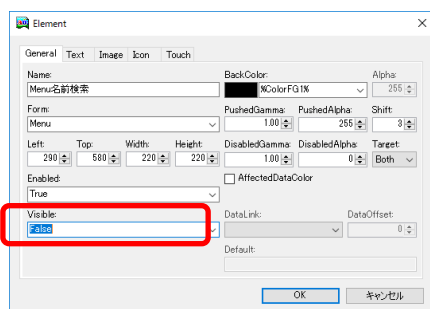 Element
General Text Image Icon Touch
Name: BackColor: Alpha:
Menu名前検索 %ColorFG1% 255
Form: PushedGamma: PushedAlpha: Shift:
Menu 1.00 255 3
Left: Top: Width: Height: DisabledGamma: DisabledAlpha: Target:
290 580 220 220 1.00 0 Both
Enabled: AffectedDataColor
True
Visible: DataLink: DataOffset:
False 0
Default:
OK キャンセル